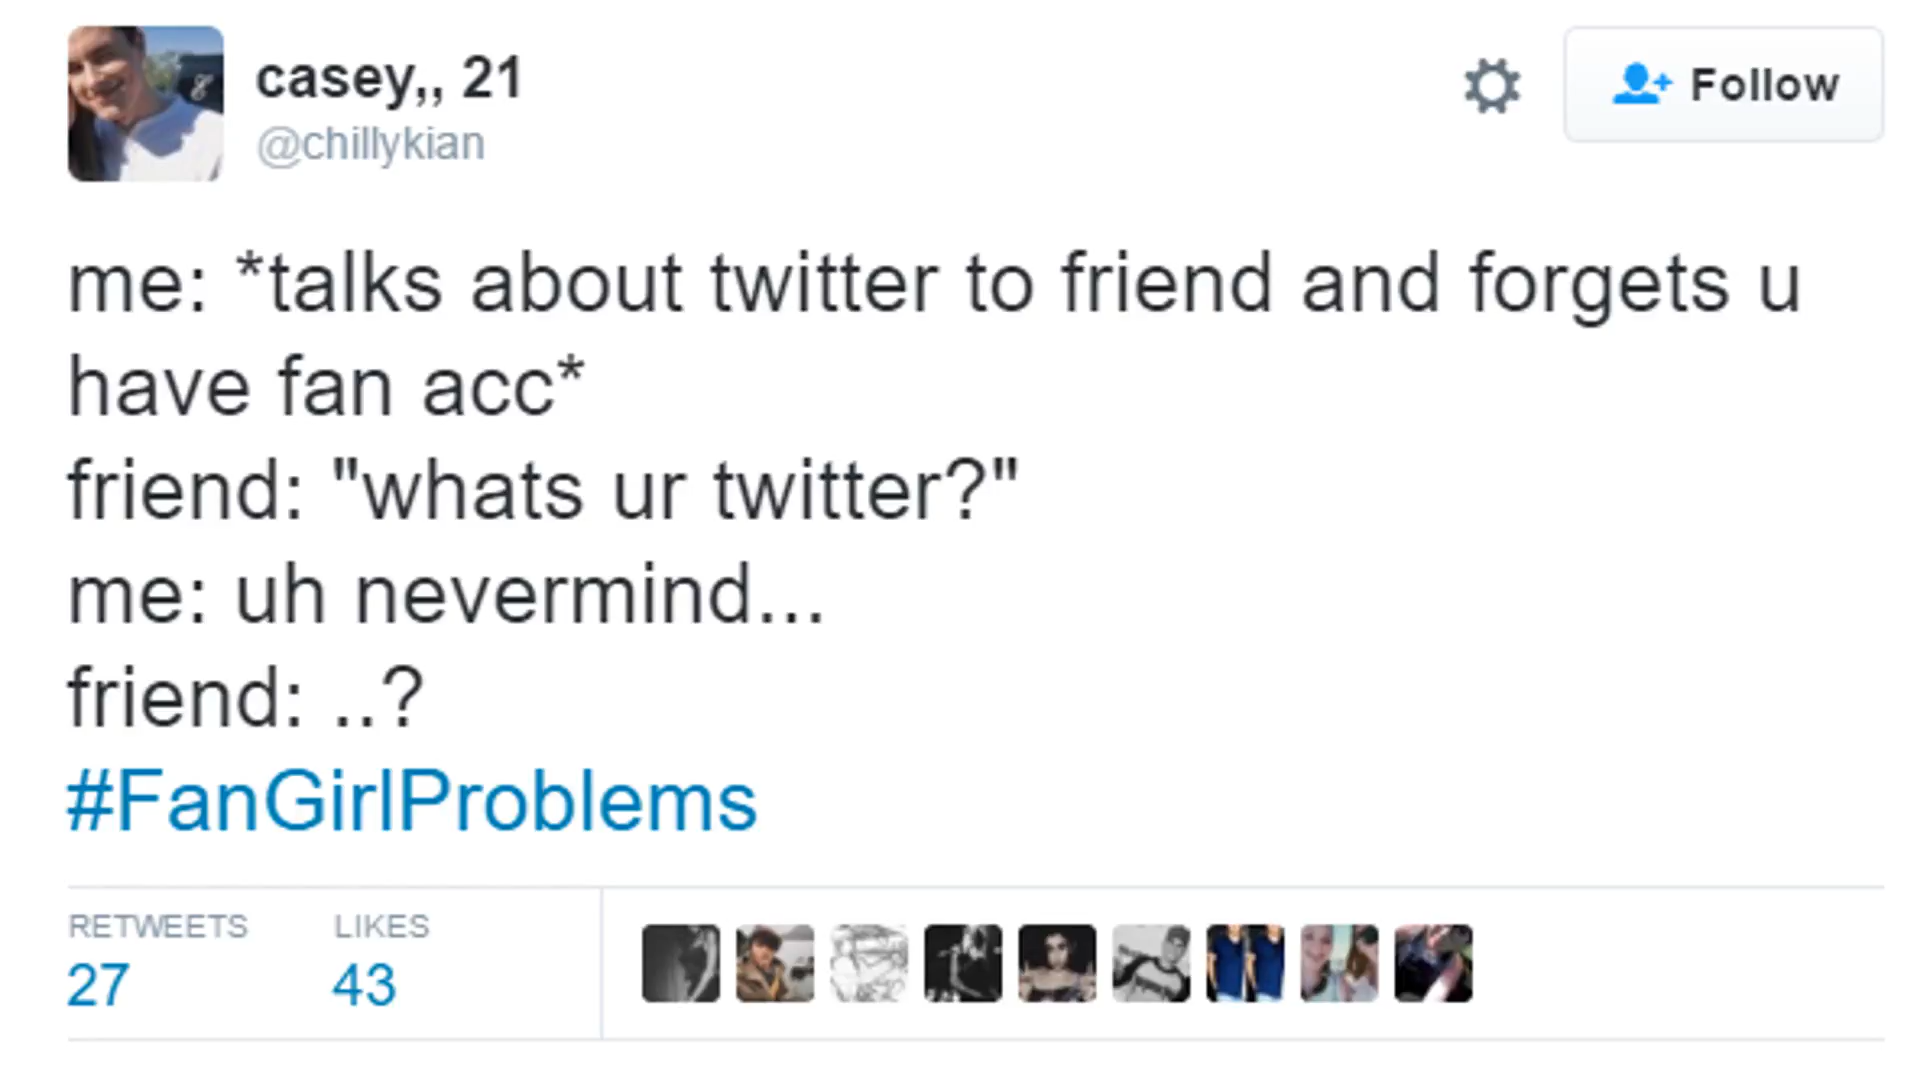 casey,, 21
@chillykian
Follow
me: *talks about twitter to friend and forgets u
have fan acc*
friend: "whats ur twitter?"
me: uh nevermind...
friend: ..?
#FanGirlProblems
RETWEETS LIKES
27 43